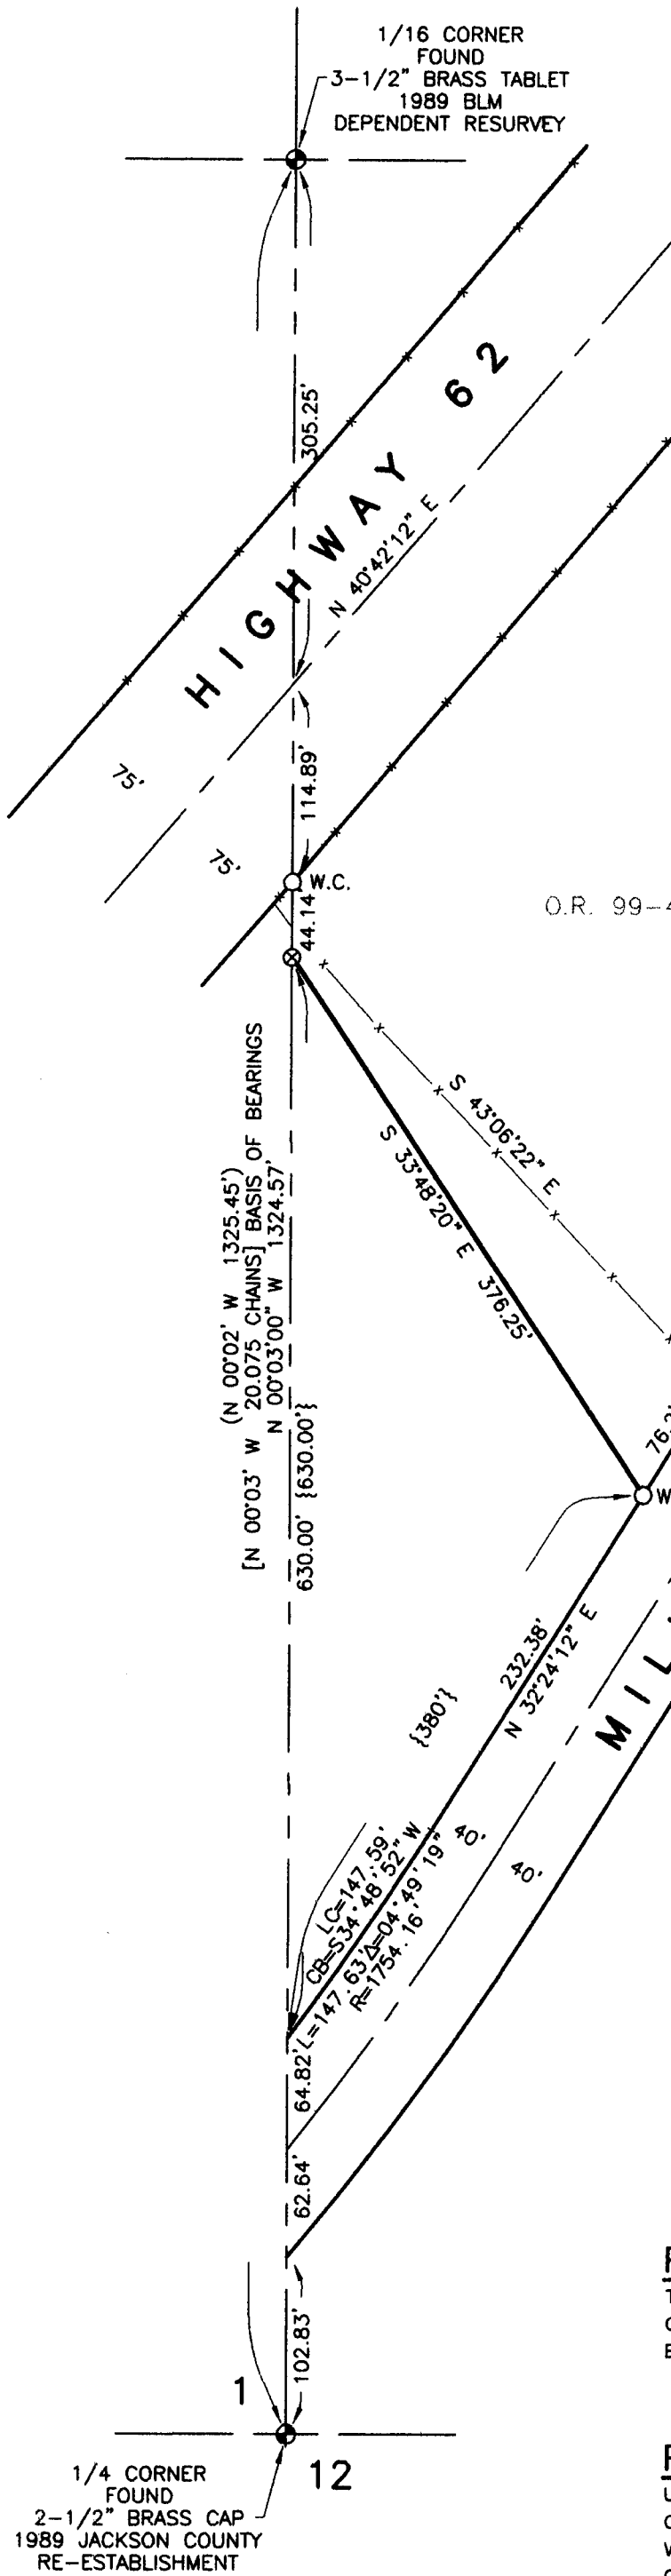 1/16 CORNER
FOUND
3-1/2" BRASS TABLET
1989 BLM
DEPENDENT RESURVEY
305.25'
HIGHWAY 62
N 40°42'12" E
75'
114.89'
75'
W.C.
44.14'
O.R. 99-4
S 43°06'22" E
S 33°48'20" E 376.25'
(N 00°02' W 1325.45')
[N 00°03' W 20.075 CHAINS] BASIS OF BEARINGS
N 00°03'00" W 1324.57'
630.00' {630.00'}
76.
W
232.38'
N 32°24'12" E
{380'}
MIL
LC=147.59'
CB=S34°48'52" W
L=147.63' Δ=04°49'19"
R=1754.16'
40'
40'
64.82'
62.64'
102.83'
1
12
1/4 CORNER
FOUND
2-1/2" BRASS CAP
1989 JACKSON COUNTY
RE-ESTABLISHMENT